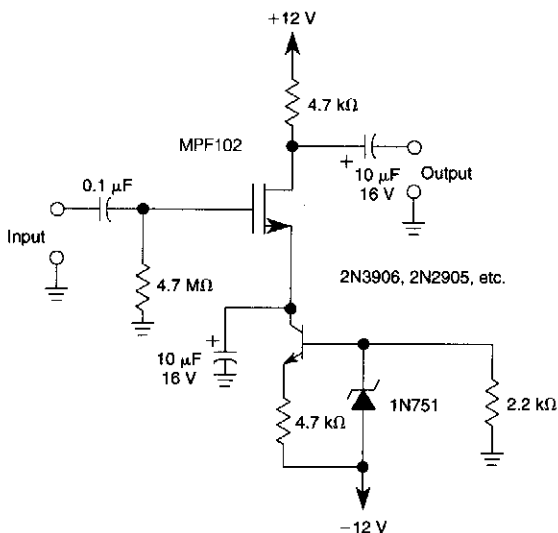 +12 V
4.7 kΩ
MPF102
0.1 μF
+
10 μF
16 V
Output
Input
4.7 MΩ
2N3906, 2N2905, etc.
+
10 μF
16 V
4.7 kΩ
1N751
2.2 kΩ
−12 V